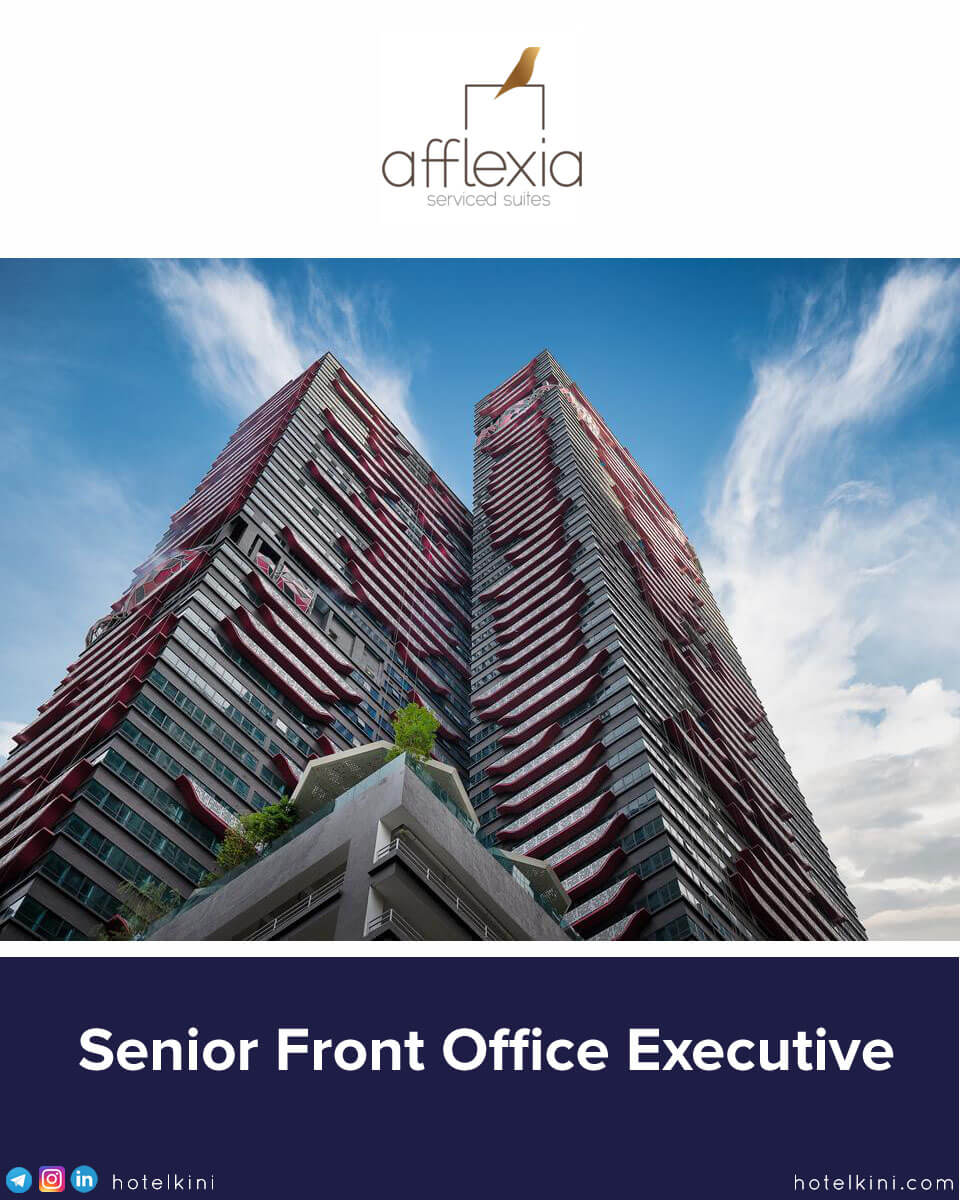 afflexia
serviced suites
Senior Front Office Executive
hotelkini
hotelkini.com